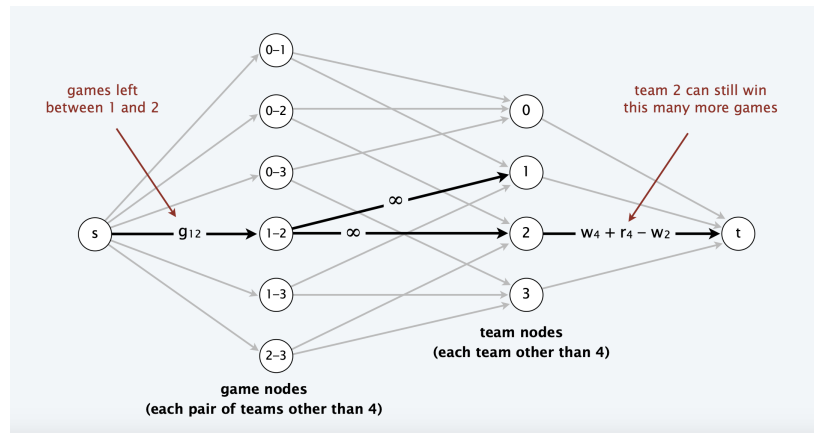 0–1
games left
between 1 and 2
team 2 can still win
this many more games
0–2
0
0–3
1
∞
s
g12
1–2
∞
2
w4 + r4 − w2
t
1–3
3
team nodes
(each team other than 4)
2–3
game nodes
(each pair of teams other than 4)